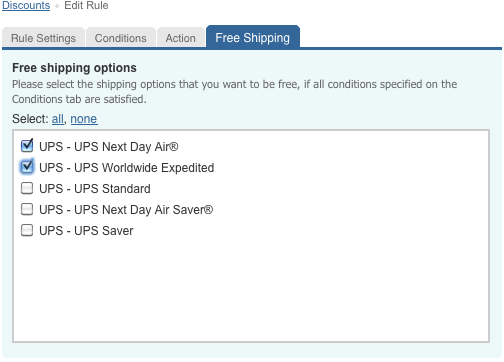 Discounts • Edit Rule
Rule Settings Conditions Action Free Shipping
Free shipping options
Please select the shipping options that you want to be free, if all conditions specified on the
Conditions tab are satisfied.
Select: all, none
UPS - UPS Next Day Air®
UPS - UPS Worldwide Expedited
UPS - UPS Standard
UPS - UPS Next Day Air Saver®
UPS - UPS Saver